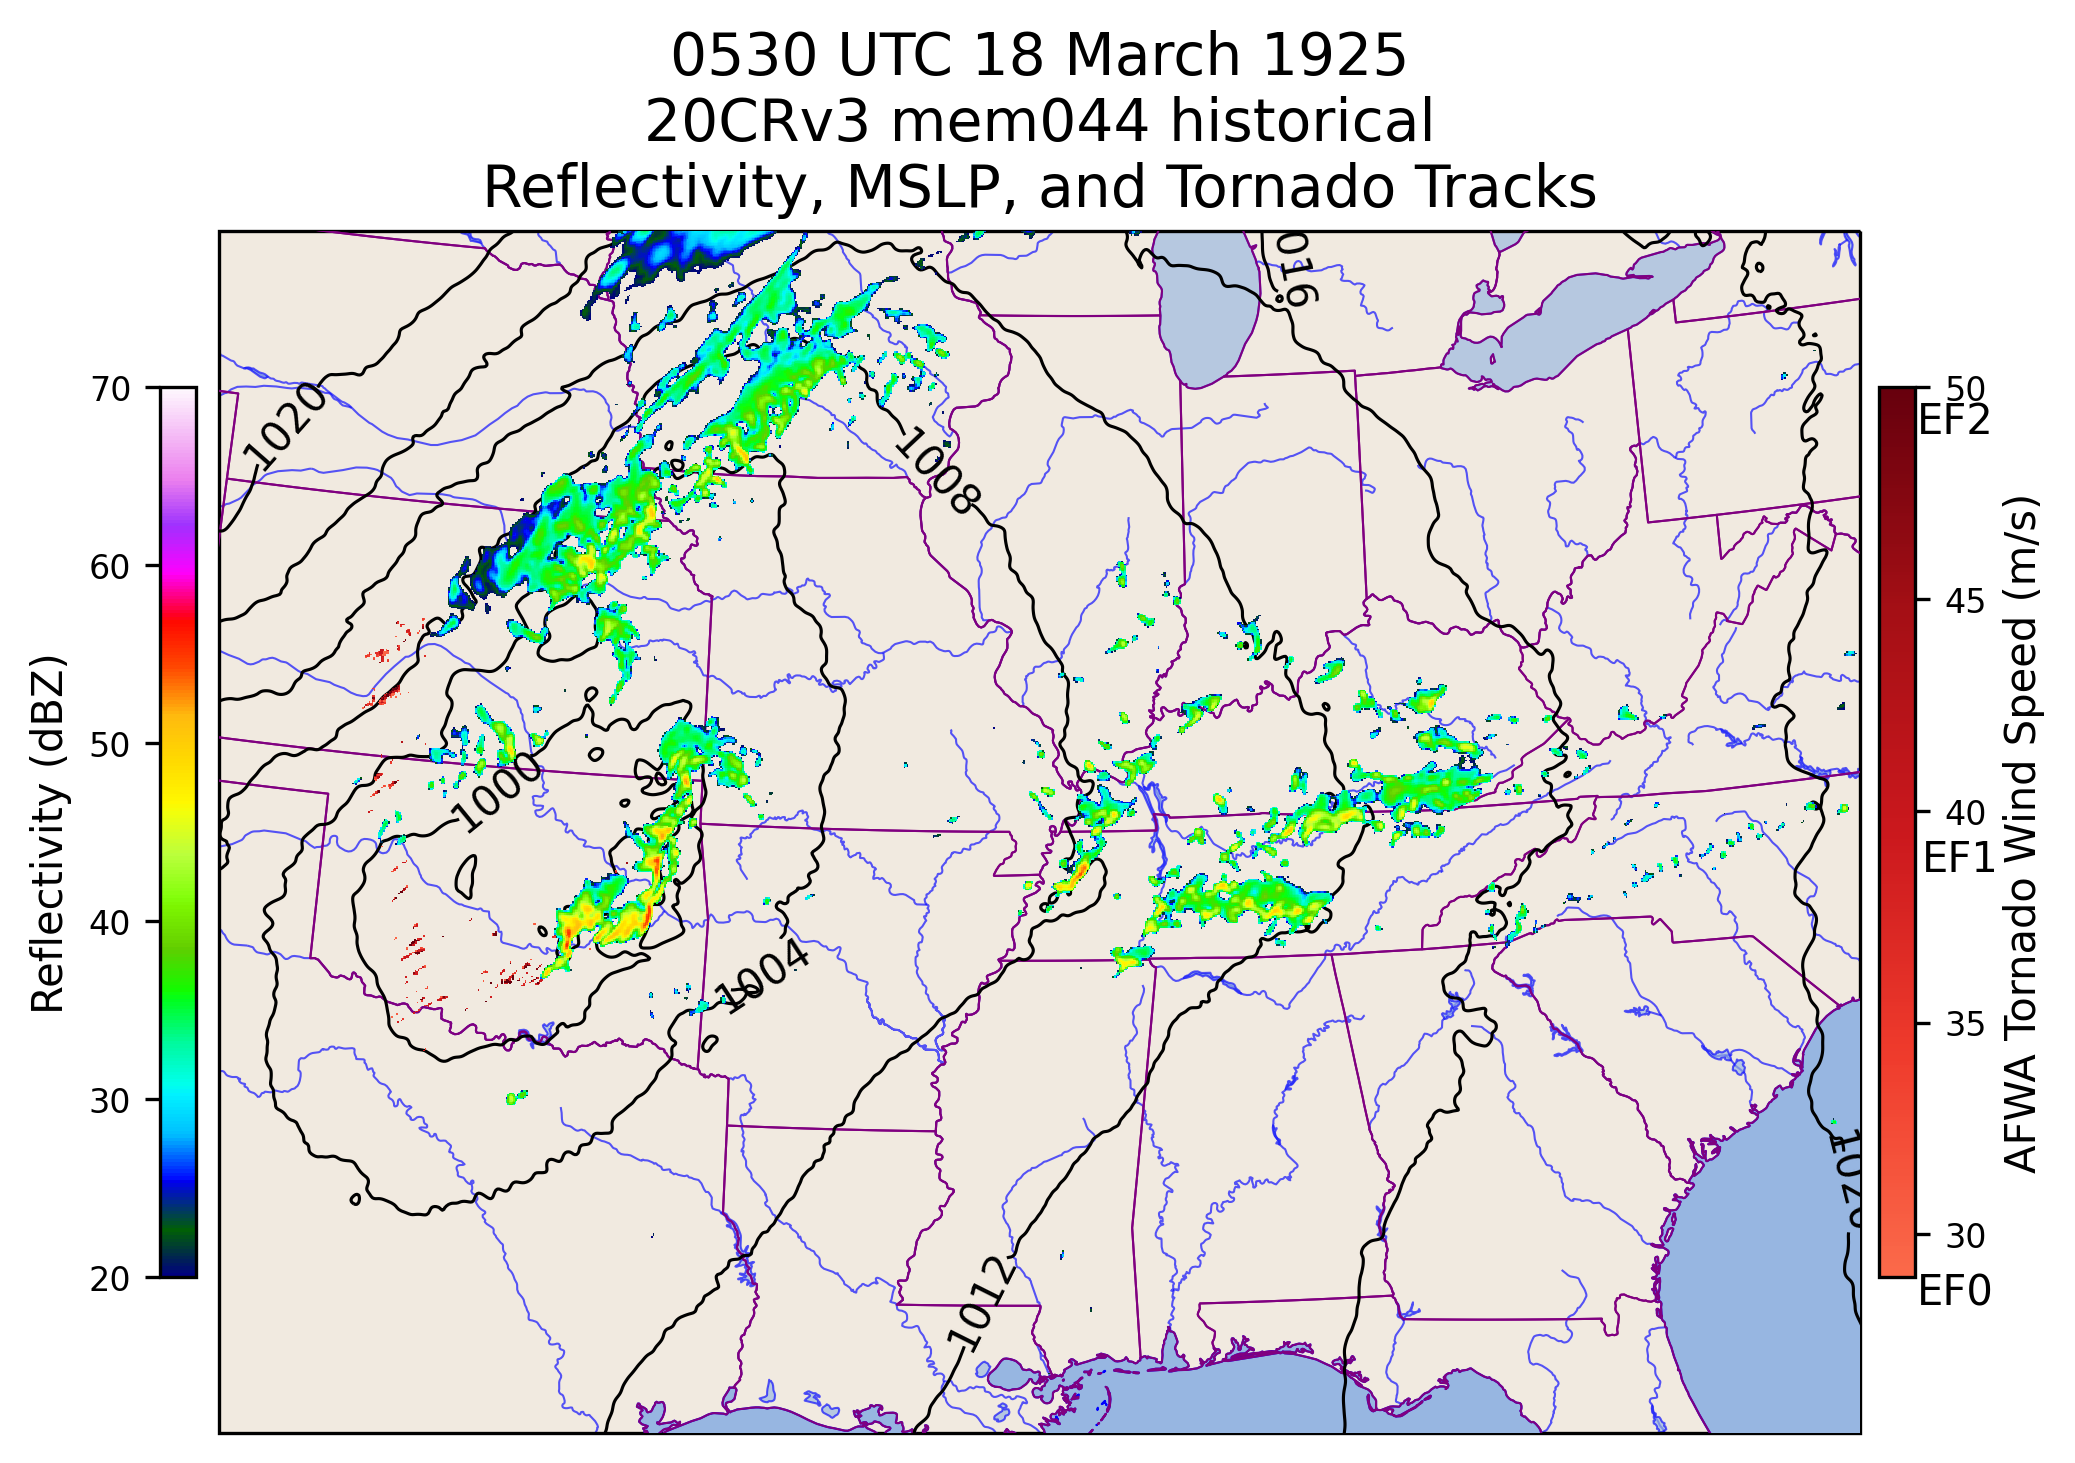 0530 UTC 18 March 1925
20CRv3 mem044 historical
Reflectivity, MSLP, and Tornado Tracks
Reflectivity (dBZ)
70
60
50
40
30
20
1020
1016
1008
1000
1004
1012
1020
50
EF2
45
40
EF1
35
30
EF0
AFWA Tornado Wind Speed (m/s)